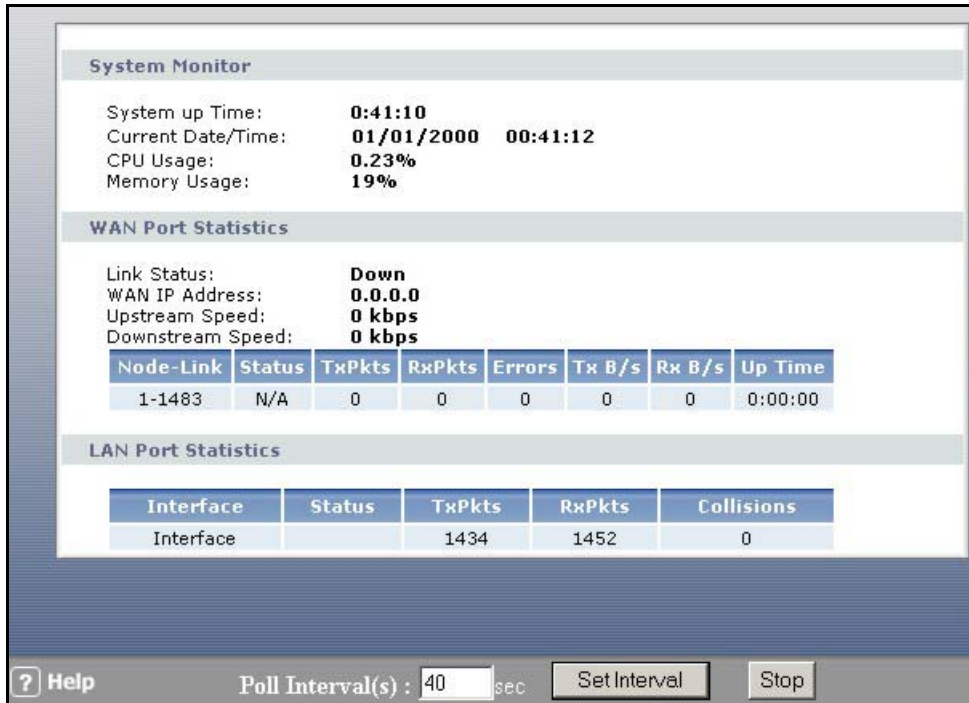 System Monitor
System up Time: 0:41:10
Current Date/Time: 01/01/2000 00:41:12
CPU Usage: 0.23%
Memory Usage: 19%
WAN Port Statistics
Link Status: Down
WAN IP Address: 0.0.0.0
Upstream Speed: 0 kbps
Downstream Speed: 0 kbps
Node-Link Status TxPkts RxPkts Errors Tx B/s Rx B/s Up Time
1-1483 N/A 0 0 0 0 0 0:00:00
LAN Port Statistics
Interface Status TxPkts RxPkts Collisions
Interface 1434 1452 0
? Help Poll Interval(s) : 40 sec Set Interval Stop